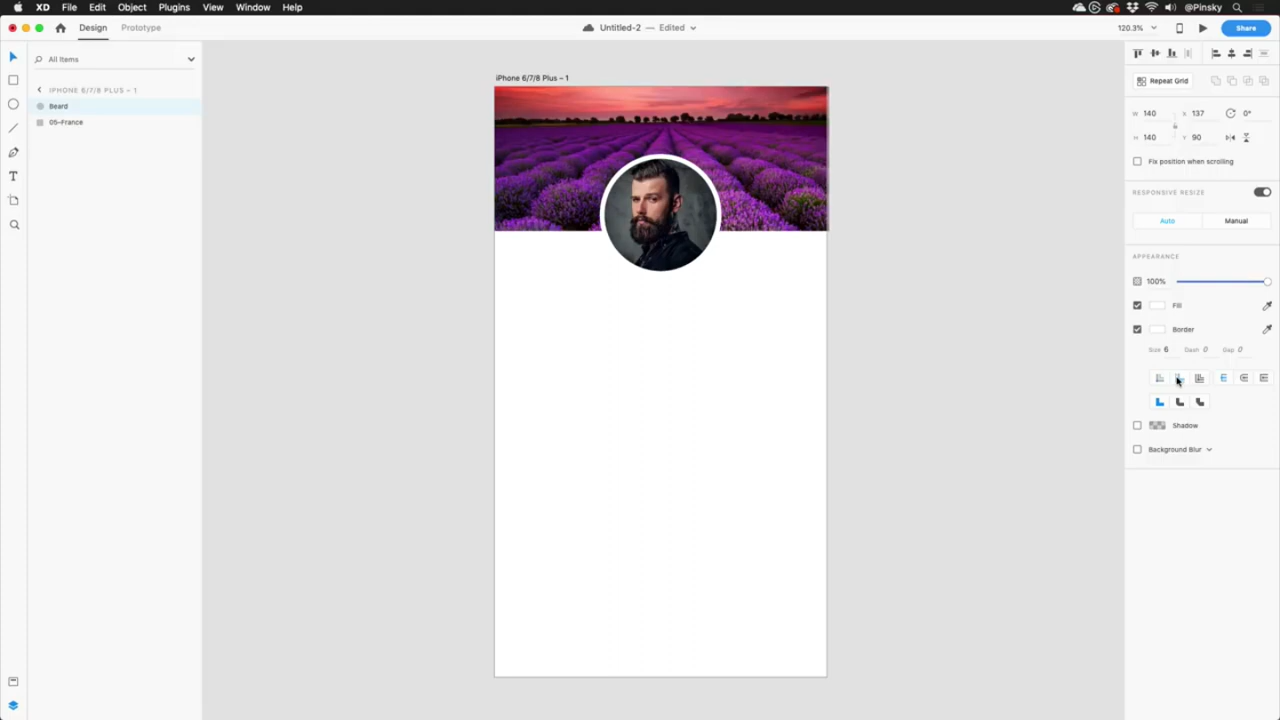 XD File Edit Object Plugins View Window Help @Pinsky
Design Prototype Untitled-2 — Edited 120.3% Share
All Items
IPHONE 6/7/8 PLUS – 1
Beard
05-France
iPhone 6/7/8 Plus – 1
Repeat Grid
W 140 X 137 0°
H 140 Y 90
Fix position when scrolling
RESPONSIVE RESIZE
Auto Manual
APPEARANCE
100%
Fill
Border
Size 6 Dash 0 Gap 0
Shadow
Background Blur